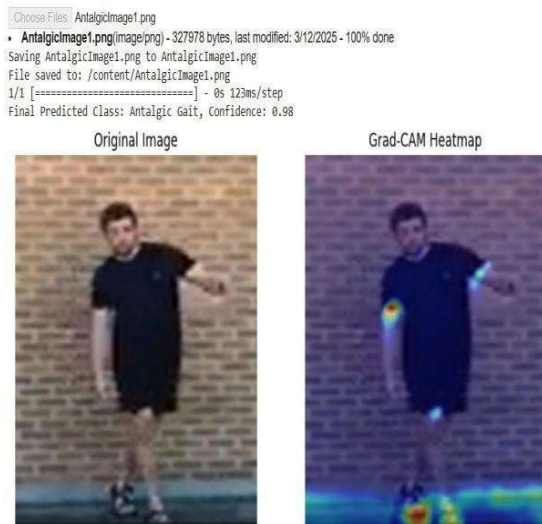 Choose Files AntalgicImage1.png
• AntalgicImage1.png(image/png) - 327978 bytes, last modified: 3/12/2025 - 100% done
Saving AntalgicImage1.png to AntalgicImage1.png
File saved to: /content/AntalgicImage1.png
1/1 [==============================] - 0s 123ms/step
Final Predicted Class: Antalgic Gait, Confidence: 0.98
Original Image
Grad-CAM Heatmap